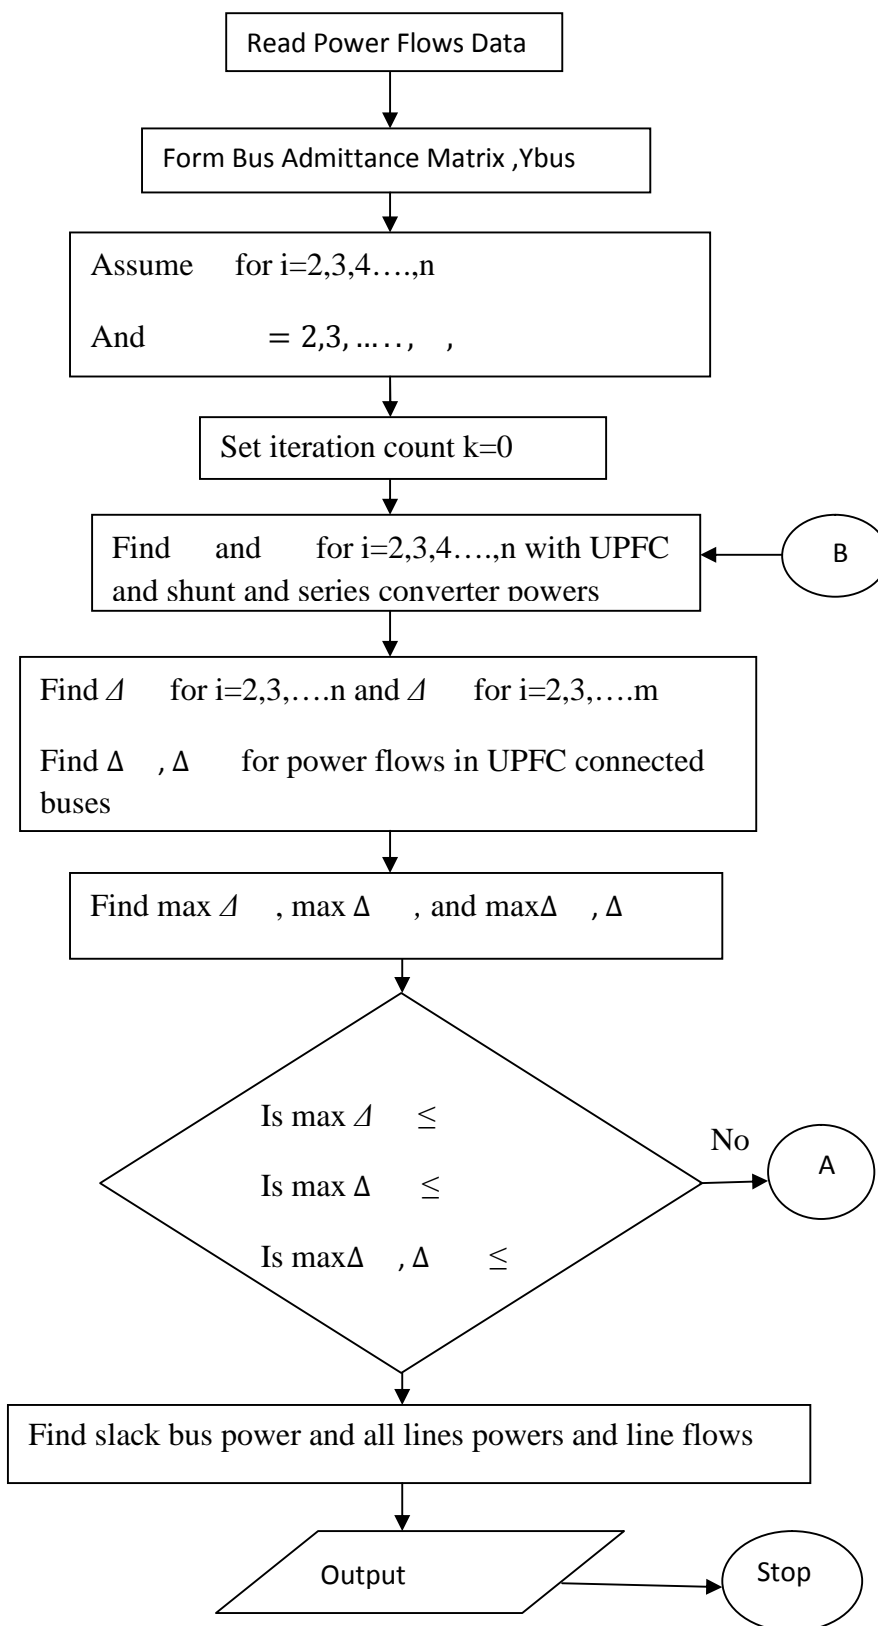 Read Power Flows Data
Form Bus Admittance Matrix ,Ybus
Assume for i=2,3,4….,n
And = 2,3, … . . , ,
Set iteration count k=0
Find and for i=2,3,4….,n with UPFC
and shunt and series converter powers
B
Find Δ for i=2,3,….n and Δ for i=2,3,….m
Find Δ , Δ for power flows in UPFC connected
buses
Find max Δ , max Δ , and maxΔ , Δ
Is max Δ ≤
Is max Δ ≤
Is maxΔ , Δ ≤
No
A
Find slack bus power and all lines powers and line flows
Output
Stop